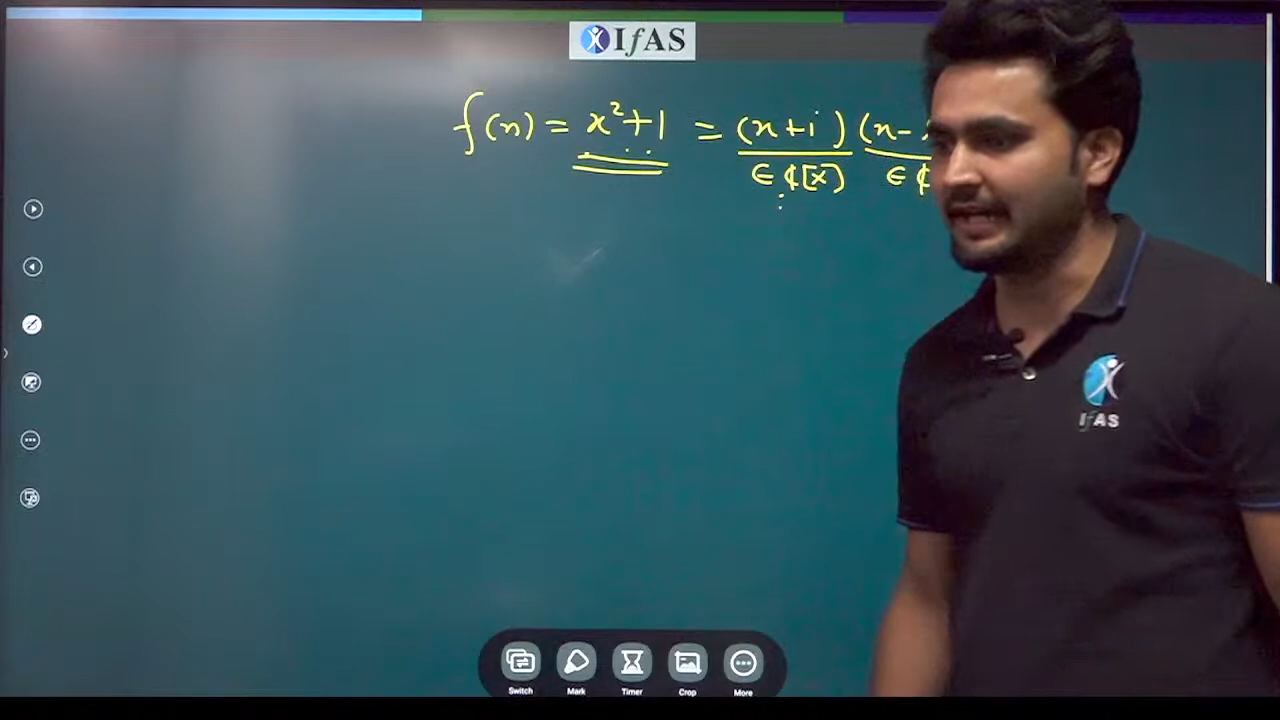 IfAS
f(x) = x²+1 = (x+i) (x-
∈ ℂ[x] ∈ ℂ
IfAS
Switch Mark Timer Crop More